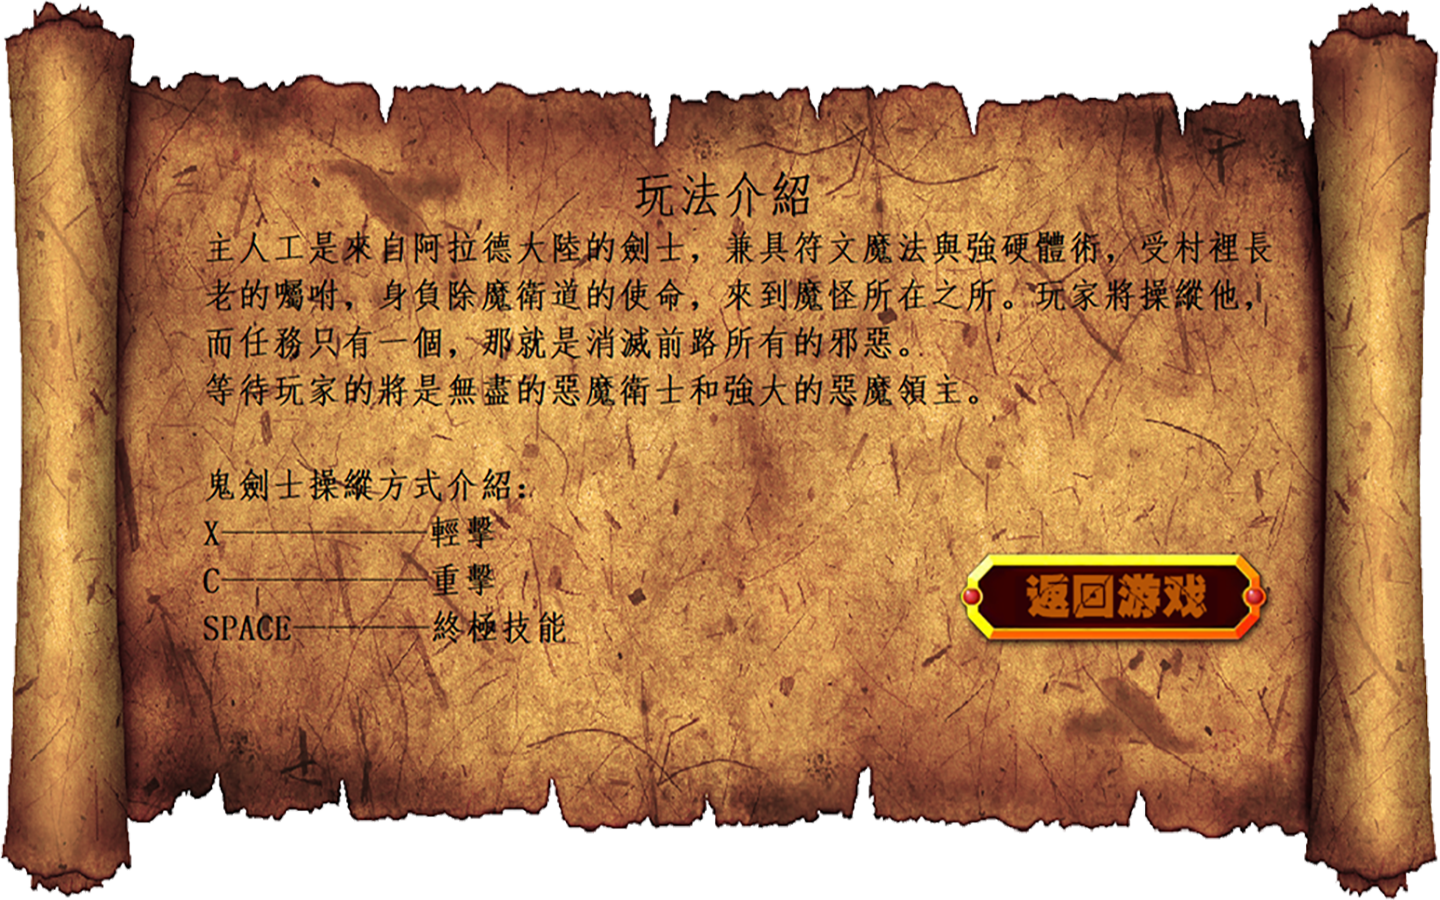 玩法介紹
主人工是來自阿拉德大陸的劍士，兼具符文魔法與強硬體術，受村裡長
老的囑咐，身負除魔衛道的使命，來到魔怪所在之所。玩家將操縱他，
而任務只有一個，那就是消滅前路所有的邪惡。
等待玩家的將是無盡的惡魔衛士和強大的惡魔領主。
鬼劍士操縱方式介紹：
X——————輕擊
C——————重擊
SPACE————終極技能
返回游戏